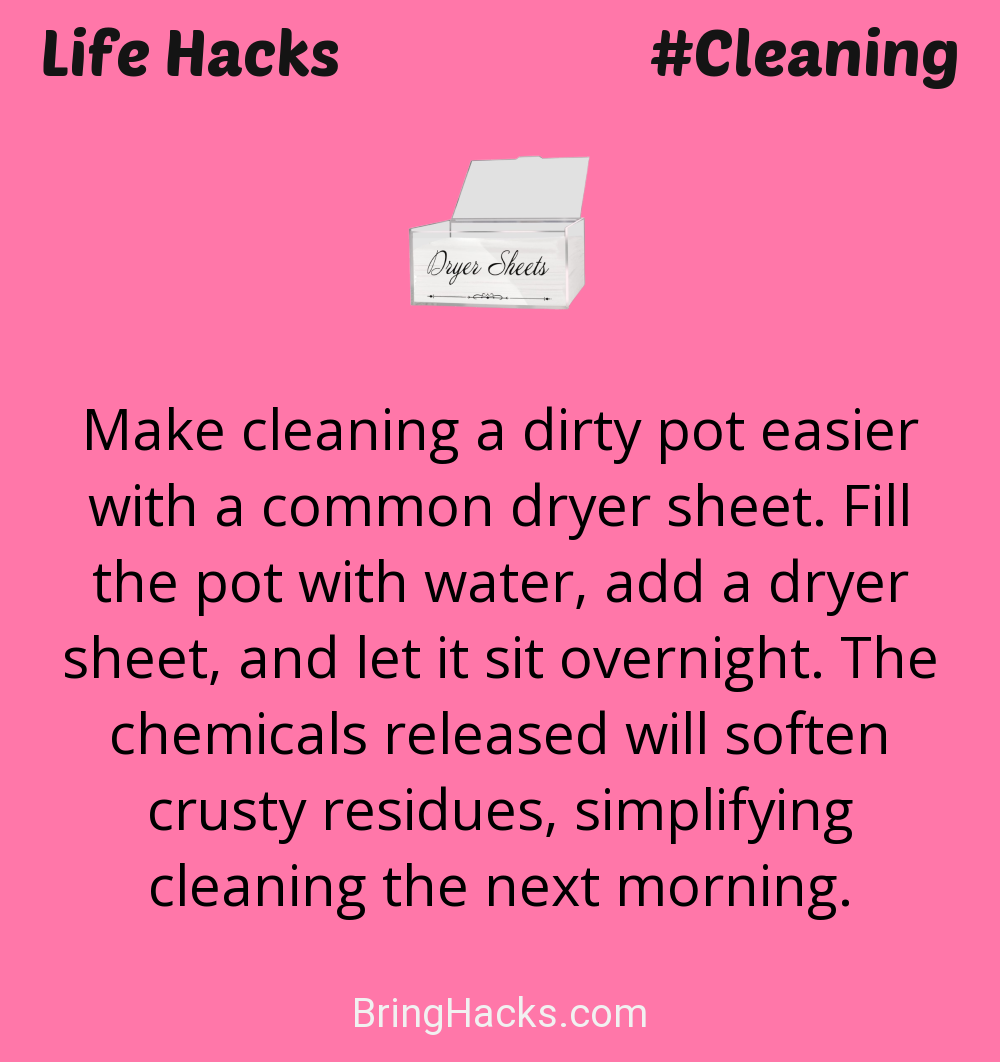 Life Hacks
#Cleaning
Dryer Sheets
Make cleaning a dirty pot easier
with a common dryer sheet. Fill
the pot with water, add a dryer
sheet, and let it sit overnight. The
chemicals released will soften
crusty residues, simplifying
cleaning the next morning.
BringHacks.com